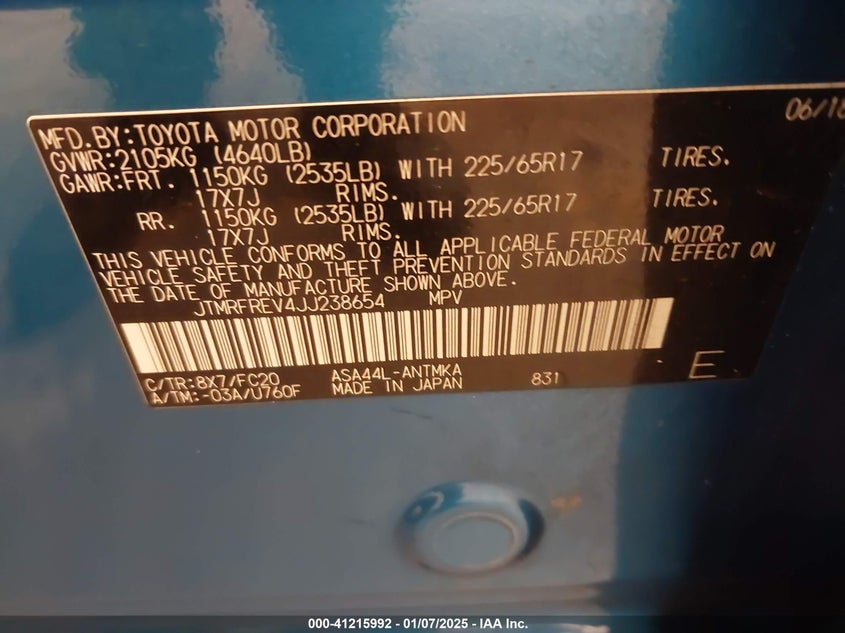 06/18
MFD.BY:TOYOTA MOTOR CORPORATION
GVWR:2105KG (4640LB)
GAWR:FRT. 1150KG (2535LB) WITH 225/65R17 TIRES.
17X7J RIMS.
RR. 1150KG (2535LB) WITH 225/65R17 TIRES.
17X7J RIMS.
THIS VEHICLE CONFORMS TO ALL APPLICABLE FEDERAL MOTOR
VEHICLE SAFETY AND THEFT PREVENTION STANDARDS IN EFFECT ON
THE DATE OF MANUFACTURE SHOWN ABOVE.
JTMRFREV4JJ238654 MPV
C/TR:8X7/FC20 ASA44L-ANTMKA 831 E
A/TM:-03A/U760F MADE IN JAPAN
000-41215992 - 01/07/2025 - IAA Inc.